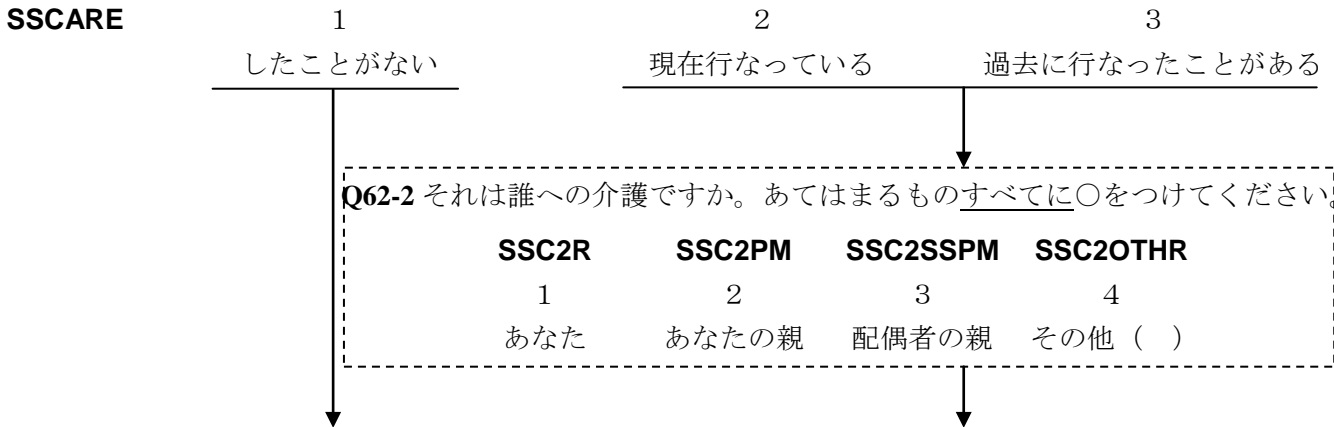 SSCARE １ ２ ３
したことがない 現在行なっている 過去に行なったことがある
Q62-2 それは誰への介護ですか。あてはまるものすべてに○をつけてください。
SSC2R SSC2PM SSC2SSPM SSC2OTHR
１ ２ ３ ４
あなた あなたの親 配偶者の親 その他（　）